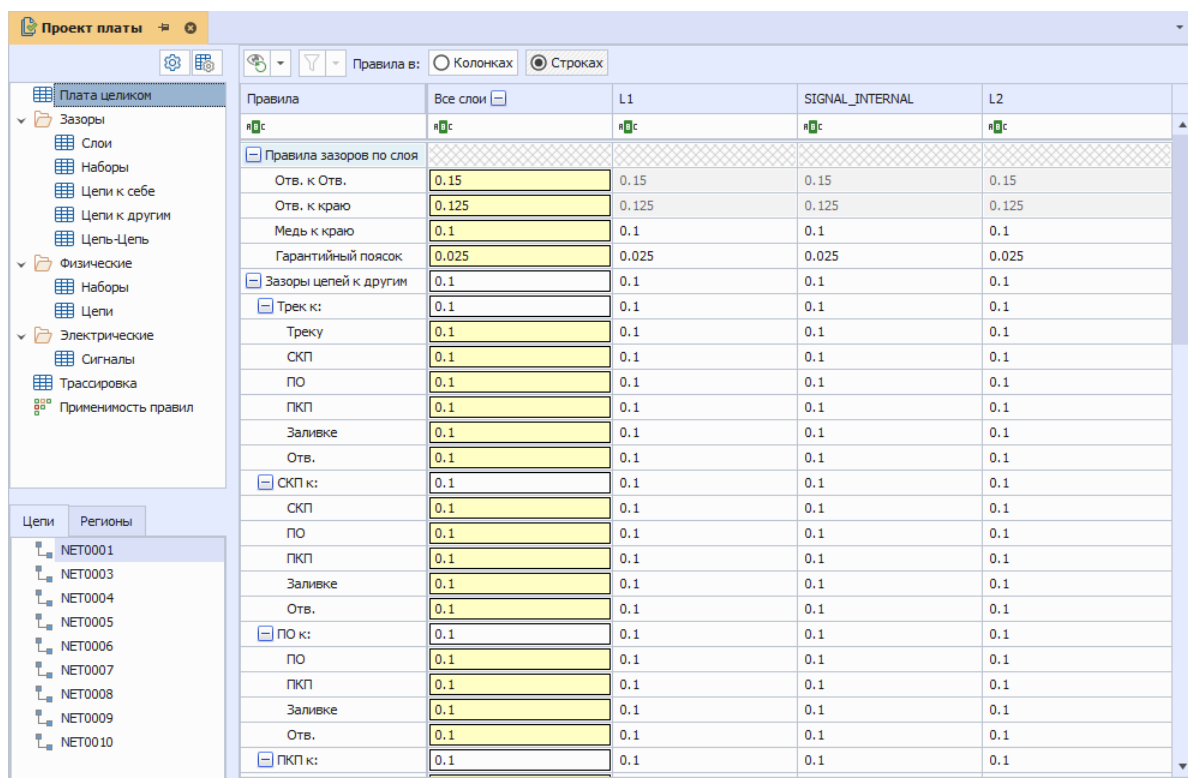 Проект платы
Правила в: Колонках Строках
Плата целиком
Зазоры
Слои
Наборы
Цепи к себе
Цепи к другим
Цепь-Цепь
Физические
Наборы
Цепи
Электрические
Сигналы
Трассировка
Применимость правил
Цепи Регионы
NET0001
NET0003
NET0004
NET0005
NET0006
NET0007
NET0008
NET0009
NET0010
Правила Все слои L1 SIGNAL_INTERNAL L2
ABC ABC ABC ABC ABC
Правила зазоров по слоя
Отв. к Отв. 0.15 0.15 0.15 0.15
Отв. к краю 0.125 0.125 0.125 0.125
Медь к краю 0.1 0.1 0.1 0.1
Гарантийный поясок 0.025 0.025 0.025 0.025
Зазоры цепей к другим 0.1 0.1 0.1 0.1
Трек к: 0.1 0.1 0.1 0.1
Треку 0.1 0.1 0.1 0.1
СКП 0.1 0.1 0.1 0.1
ПО 0.1 0.1 0.1 0.1
ПКП 0.1 0.1 0.1 0.1
Заливке 0.1 0.1 0.1 0.1
Отв. 0.1 0.1 0.1 0.1
СКП к: 0.1 0.1 0.1 0.1
СКП 0.1 0.1 0.1 0.1
ПО 0.1 0.1 0.1 0.1
ПКП 0.1 0.1 0.1 0.1
Заливке 0.1 0.1 0.1 0.1
Отв. 0.1 0.1 0.1 0.1
ПО к: 0.1 0.1 0.1 0.1
ПО 0.1 0.1 0.1 0.1
ПКП 0.1 0.1 0.1 0.1
Заливке 0.1 0.1 0.1 0.1
Отв. 0.1 0.1 0.1 0.1
ПКП к: 0.1 0.1 0.1 0.1